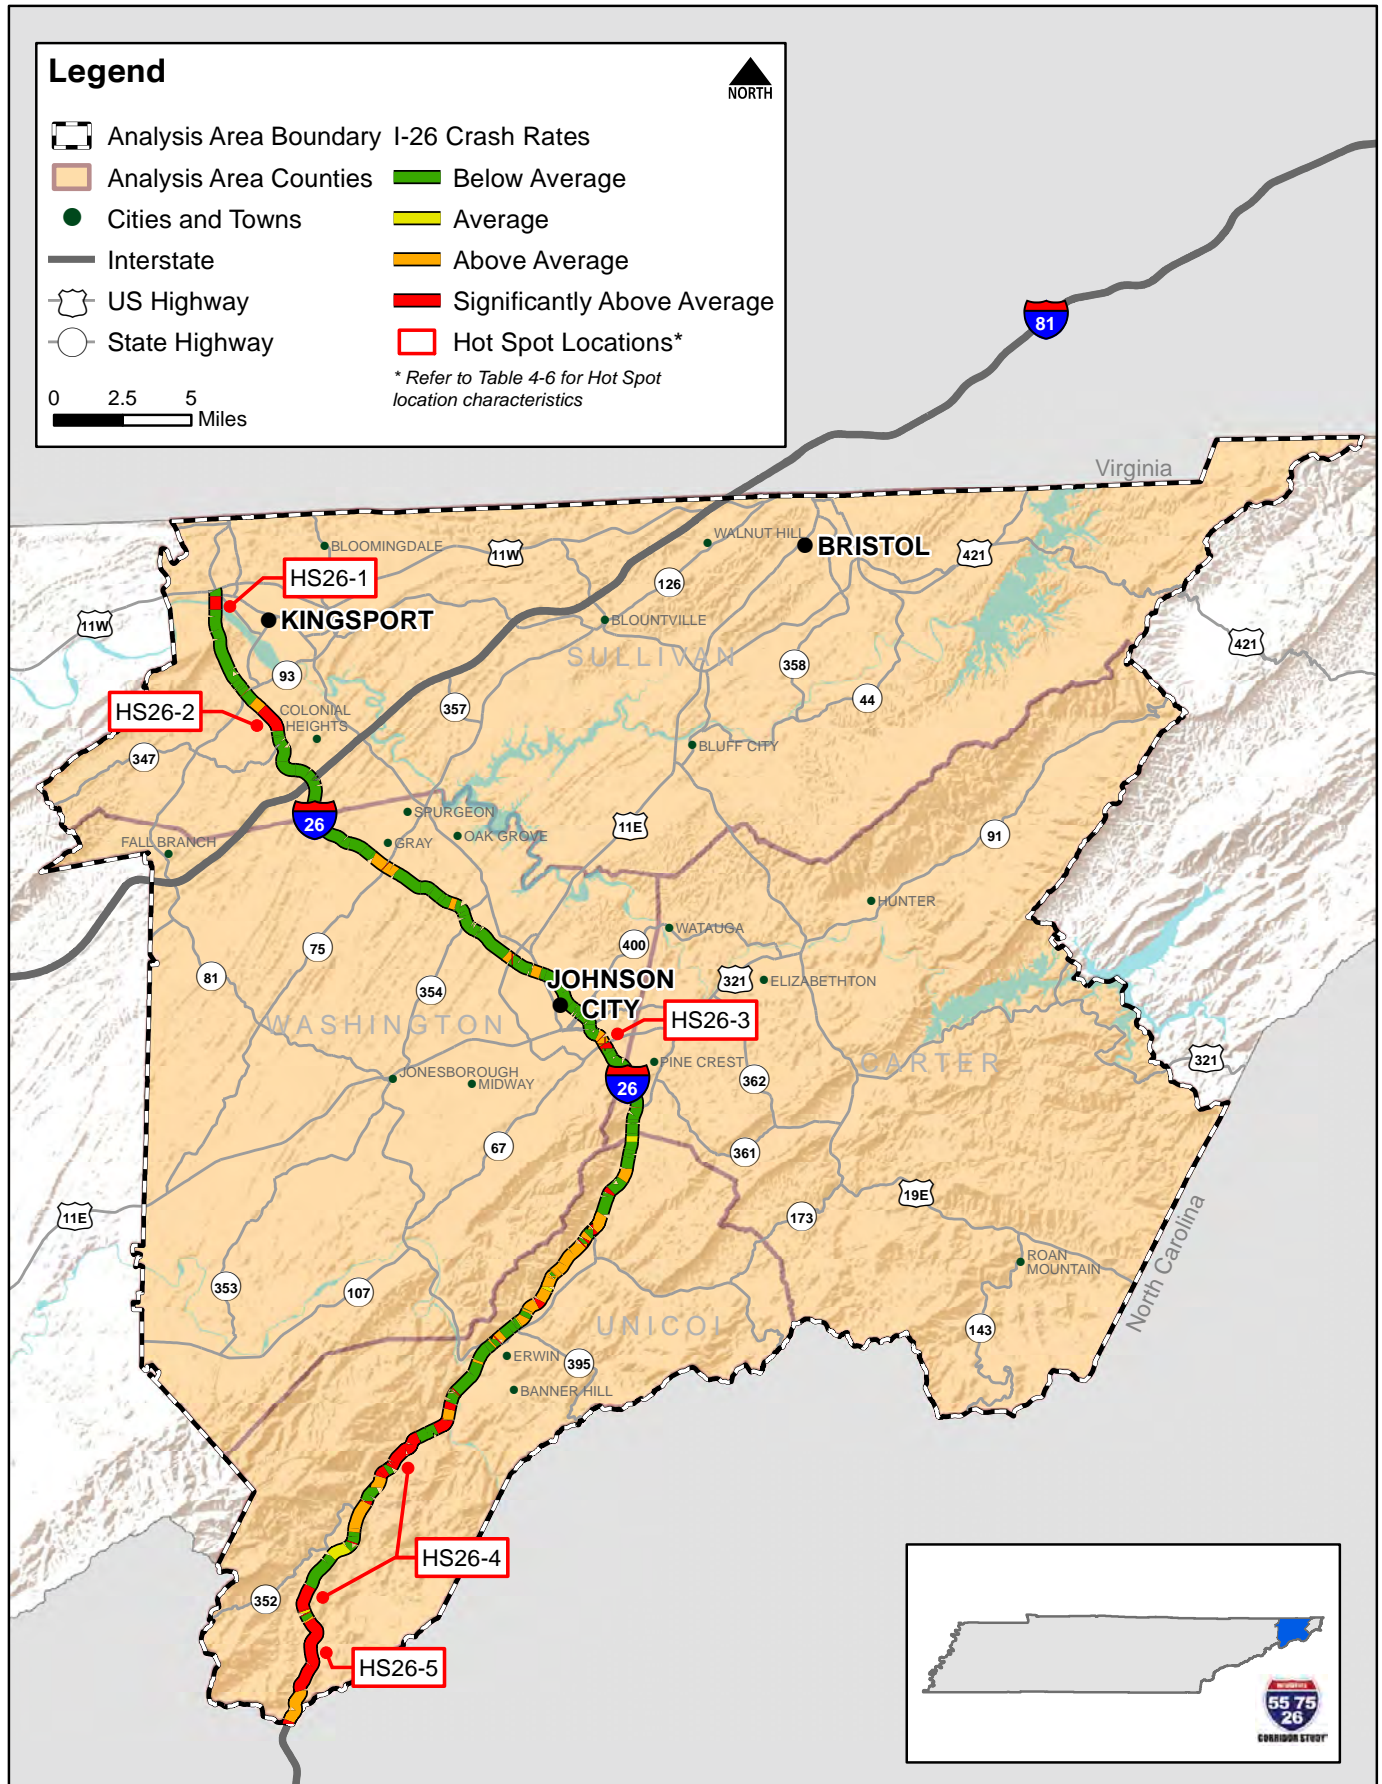 Legend
NORTH
Analysis Area Boundary
Analysis Area Counties
Cities and Towns
Interstate
US Highway
State Highway
I-26 Crash Rates
Below Average
Average
Above Average
Significantly Above Average
Hot Spot Locations*
* Refer to Table 4-6 for Hot Spot
location characteristics
0 2.5 5
Miles
81
Virginia
BLOOMINGDALE
11W
WALNUT HILL
BRISTOL
421
HS26-1
126
11W
KINGSPORT
BLOUNTVILLE
421
SULLIVAN
358
93
44
HS26-2
COLONIAL
HEIGHTS
357
BLUFF CITY
347
SPURGEON
26
11E
OAK GROVE
91
FALL BRANCH
GRAY
HUNTER
WATAUGA
75
400
81
JOHNSON
CITY
321
ELIZABETHTON
354
WASHINGTON
HS26-3
CARTER
321
PINE CREST
JONESBOROUGH
MIDWAY
26
362
67
361
11E
19E
173
ROAN
MOUNTAIN
North Carolina
353
107
UNICOI
143
ERWIN
395
BANNER HILL
HS26-4
352
HS26-5
INTERSTATE
55 75
26
CORRIDOR STUDY